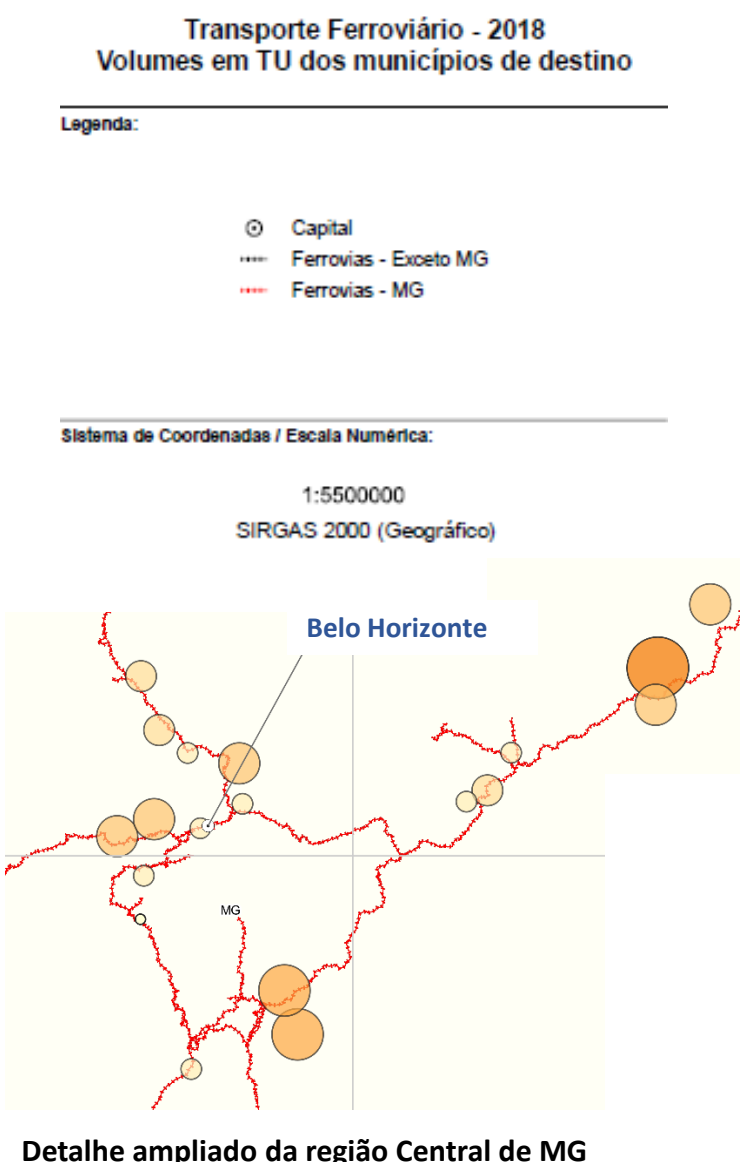 Transporte Ferroviário - 2018
Volumes em TU dos municípios de destino
Legenda:
Capital
Ferrovias - Exceto MG
Ferrovias - MG
Sistema de Coordenadas / Escala Numérica:
1:5500000
SIRGAS 2000 (Geográfico)
Belo Horizonte
MG
Detalhe ampliado da região Central de MG